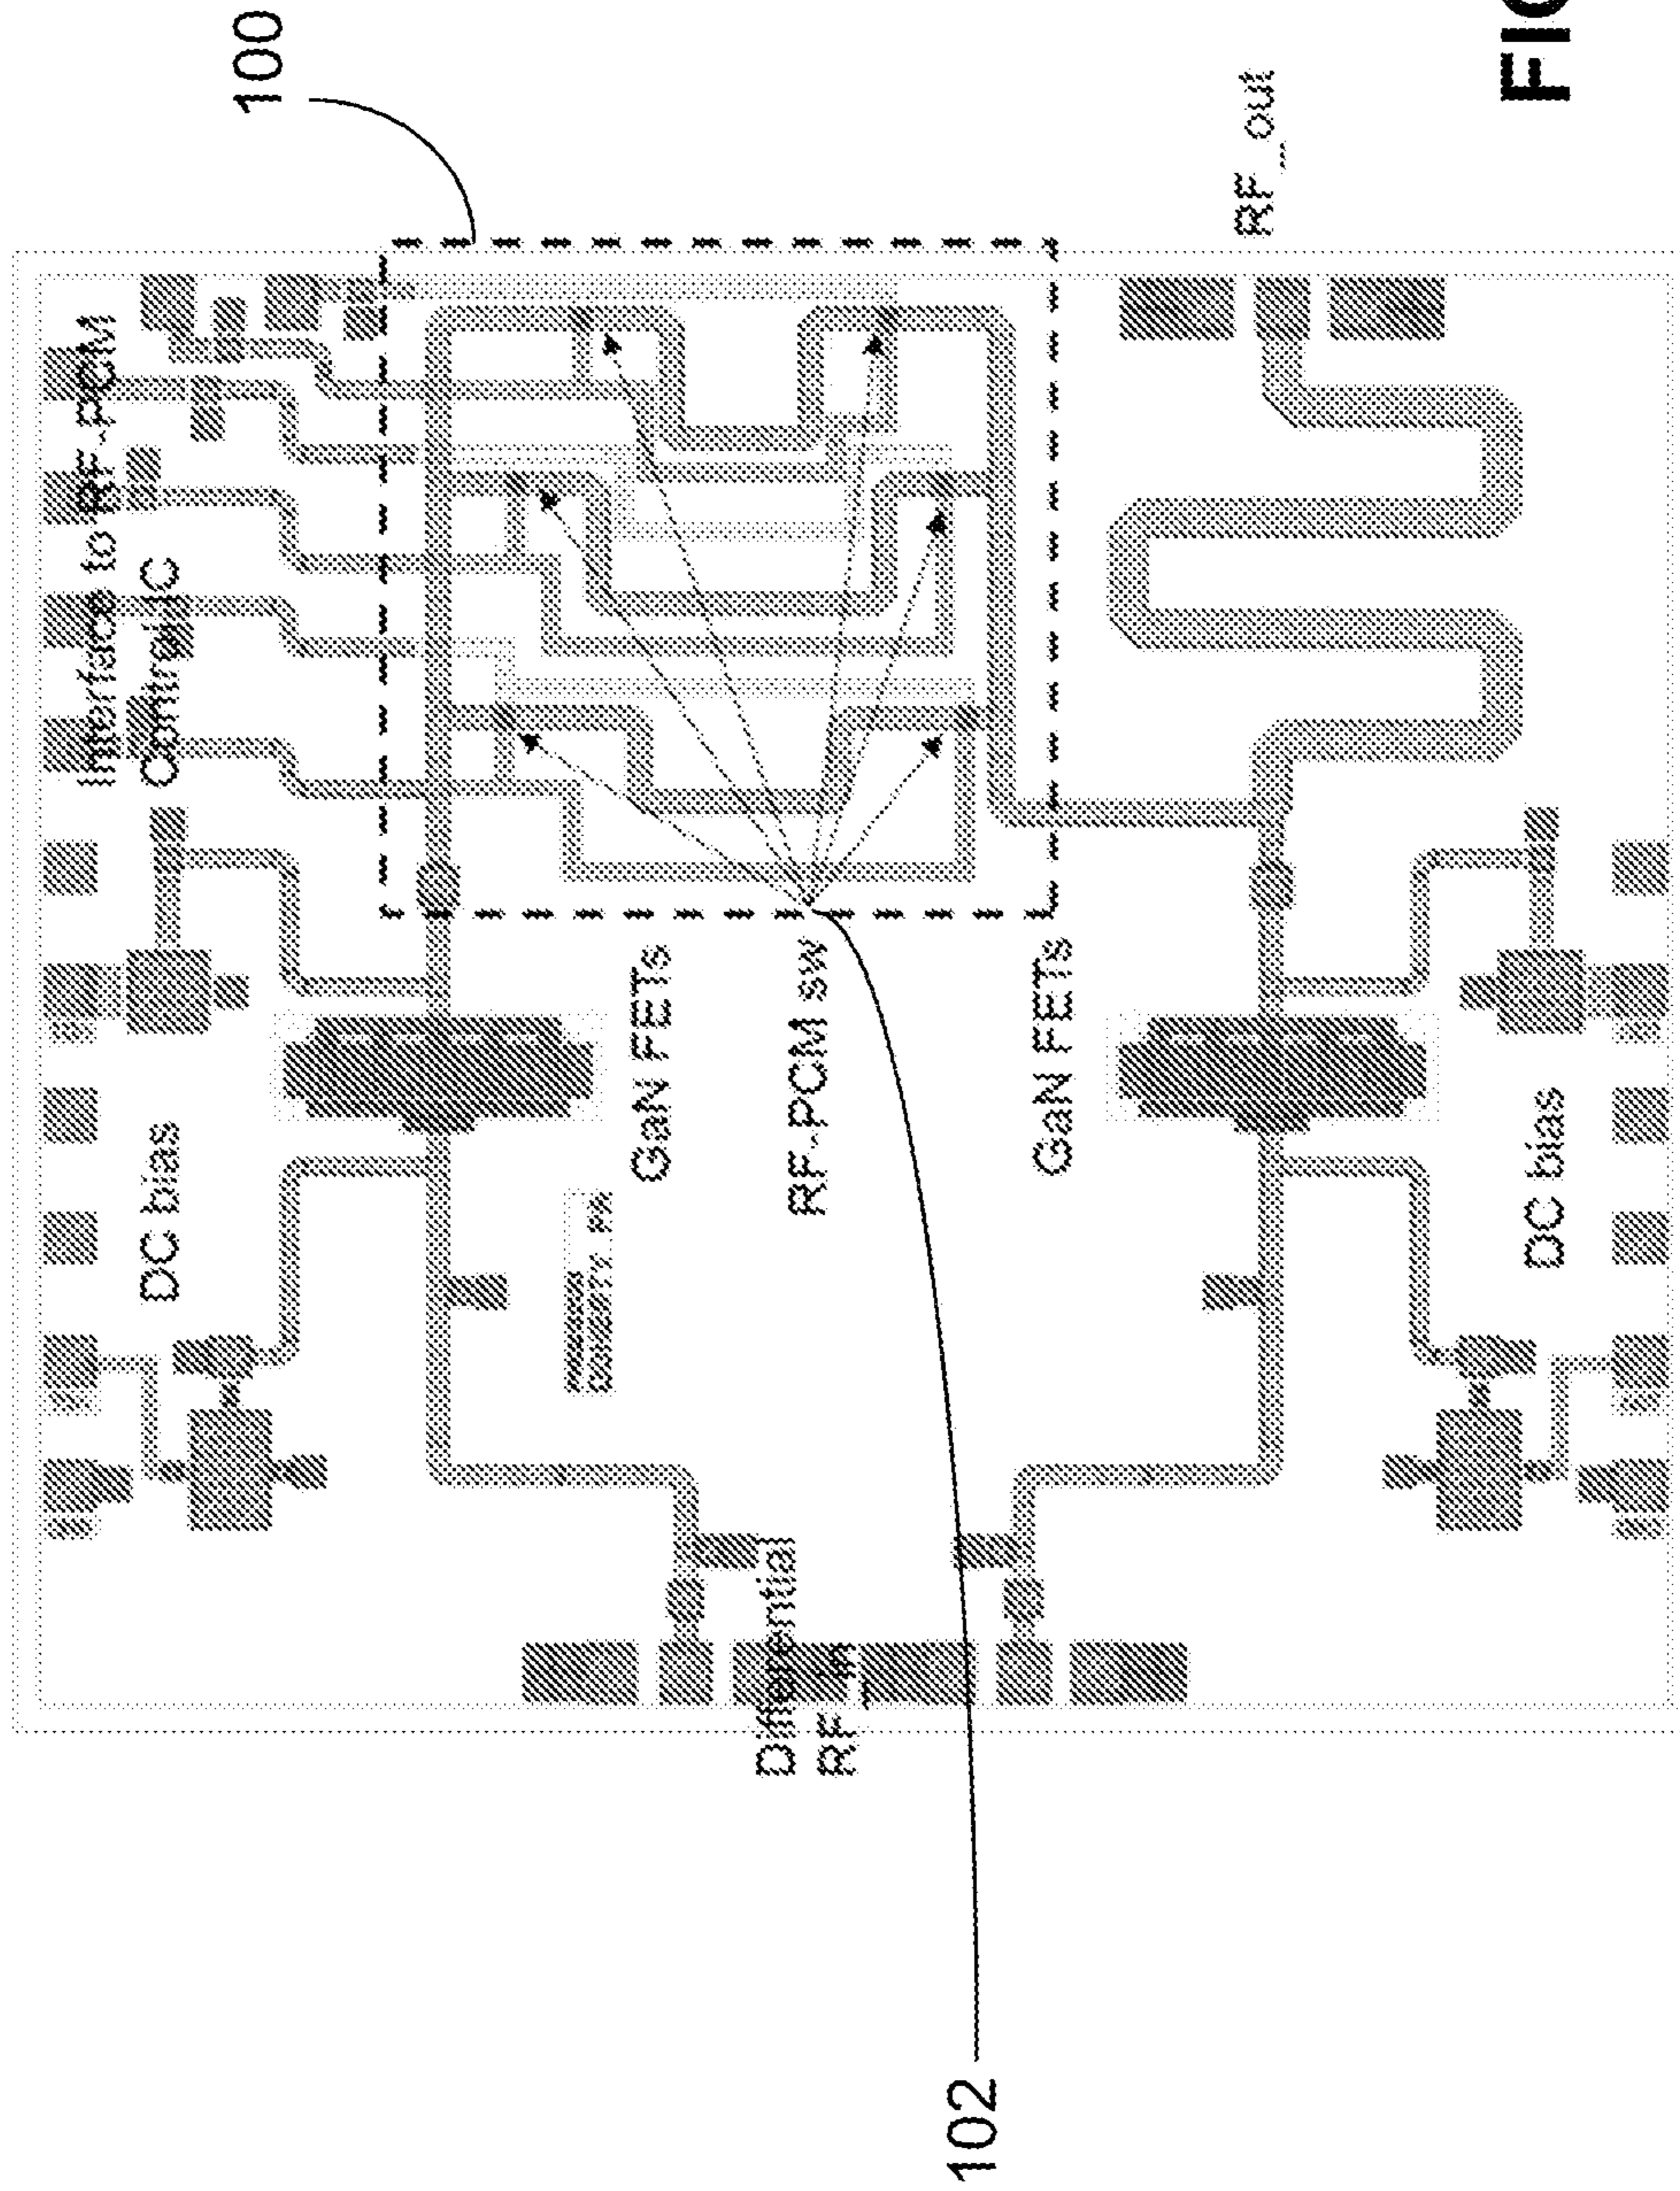 100
Interface to RF-PCM
Control IC
DC bias
GaN FETs
RF-PCM sw
GaN FETs
DC bias
Differential
RF_in
RF_out
102